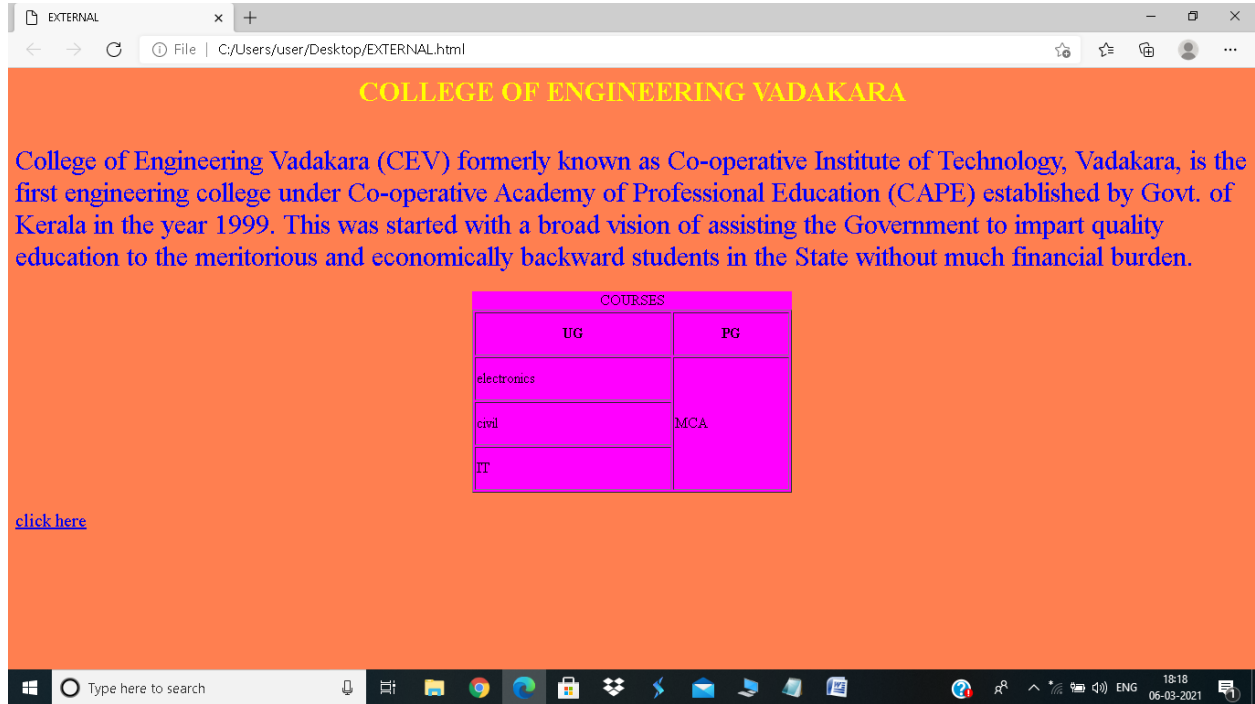 EXTERNAL
File | C:/Users/user/Desktop/EXTERNAL.html
COLLEGE OF ENGINEERING VADAKARA
College of Engineering Vadakara (CEV) formerly known as Co-operative Institute of Technology, Vadakara, is the
first engineering college under Co-operative Academy of Professional Education (CAPE) established by Govt. of
Kerala in the year 1999. This was started with a broad vision of assisting the Government to impart quality
education to the meritorious and economically backward students in the State without much financial burden.
COURSES
UG PG
electronics
civil MCA
IT
click here
Type here to search
ENG 18:18
06-03-2021